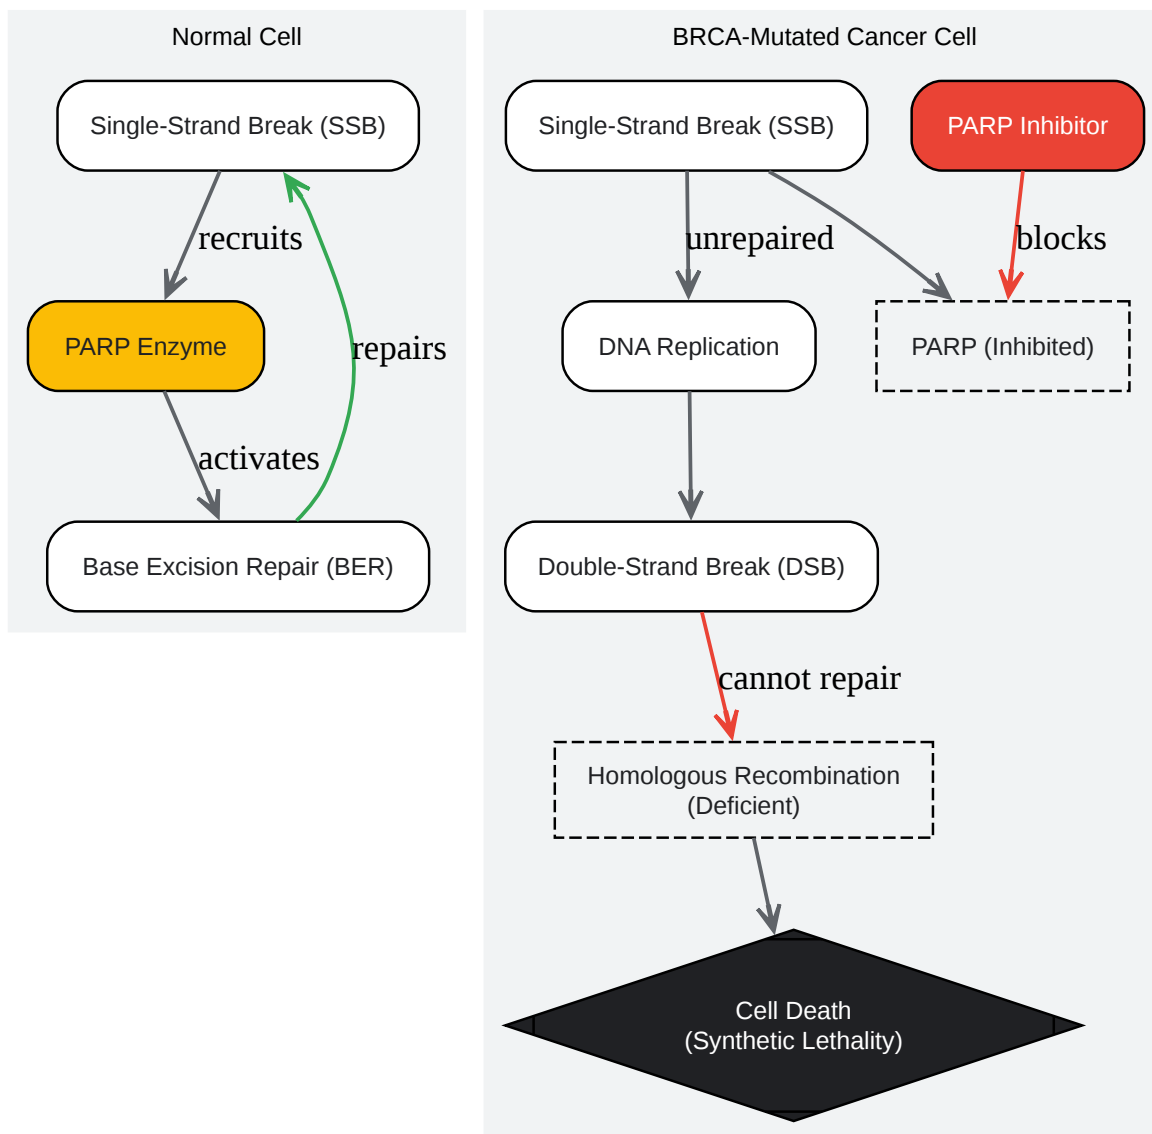 Normal Cell
Single-Strand Break (SSB)
recruits
PARP Enzyme
repairs
activates
Base Excision Repair (BER)
BRCA-Mutated Cancer Cell
Single-Strand Break (SSB)
PARP Inhibitor
unrepaired
blocks
DNA Replication
PARP (Inhibited)
Double-Strand Break (DSB)
cannot repair
Homologous Recombination
(Deficient)
Cell Death
(Synthetic Lethality)